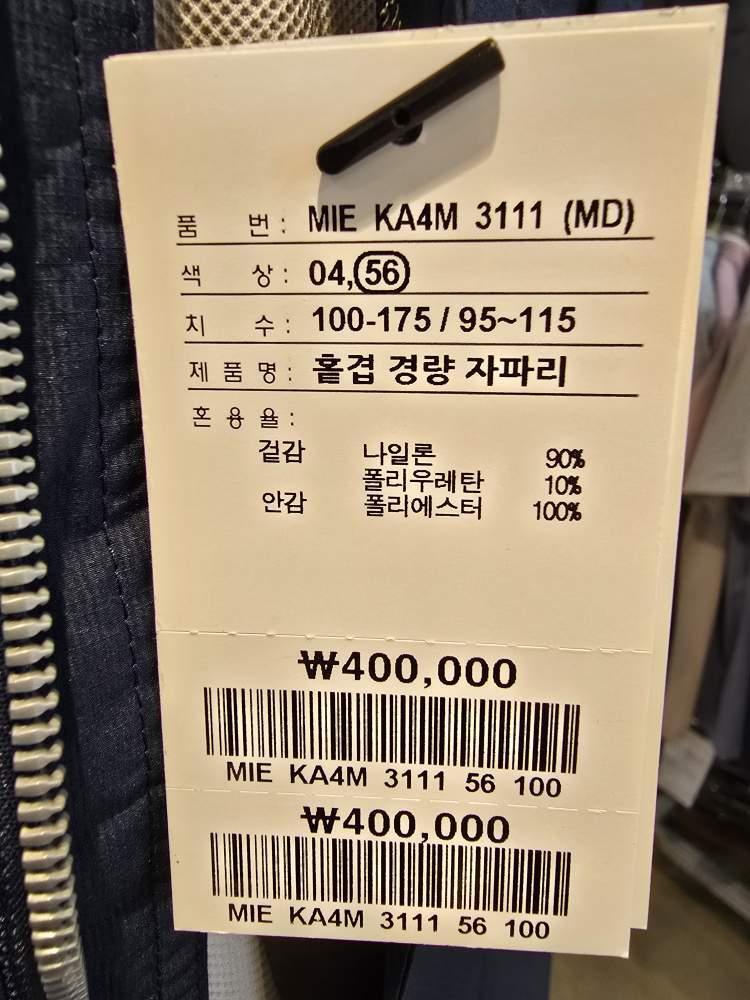 품 번 : MIE KA4M 3111 (MD)
색 상 : 04,56
치 수 : 100-175 / 95~115
제 품 명 : 홑겹 경량 자파리
혼 용 율 :
겉감 나일론 90%
폴리우레탄 10%
안감 폴리에스터 100%
₩400,000
MIE KA4M 3111 56 100
₩400,000
MIE KA4M 3111 56 100